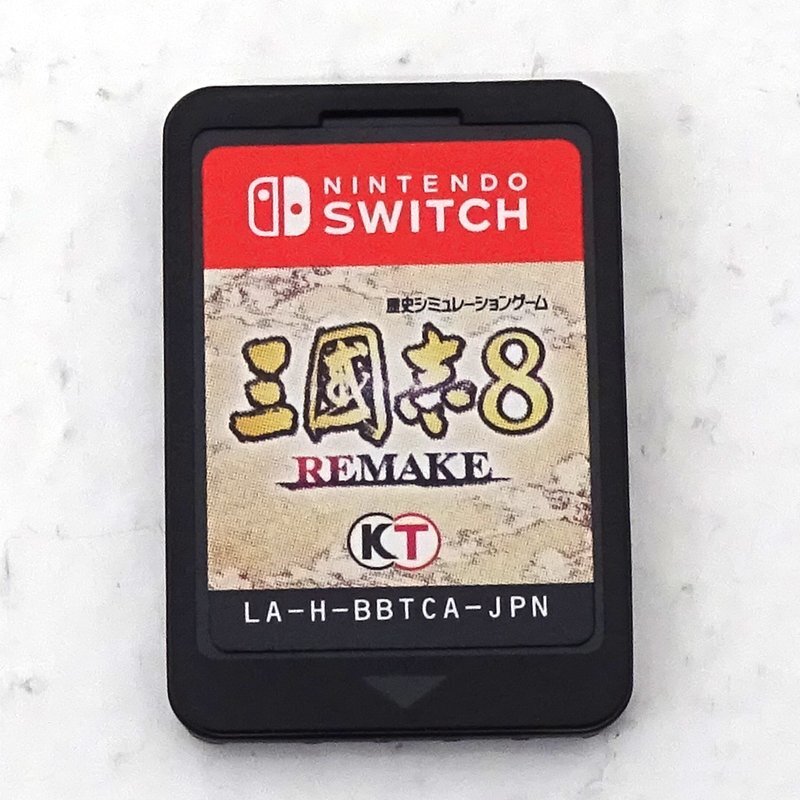 NINTENDO
SWITCH
歴史シミュレーションゲーム
三國志8
REMAKE
KT
LA-H-BBTCA-JPN